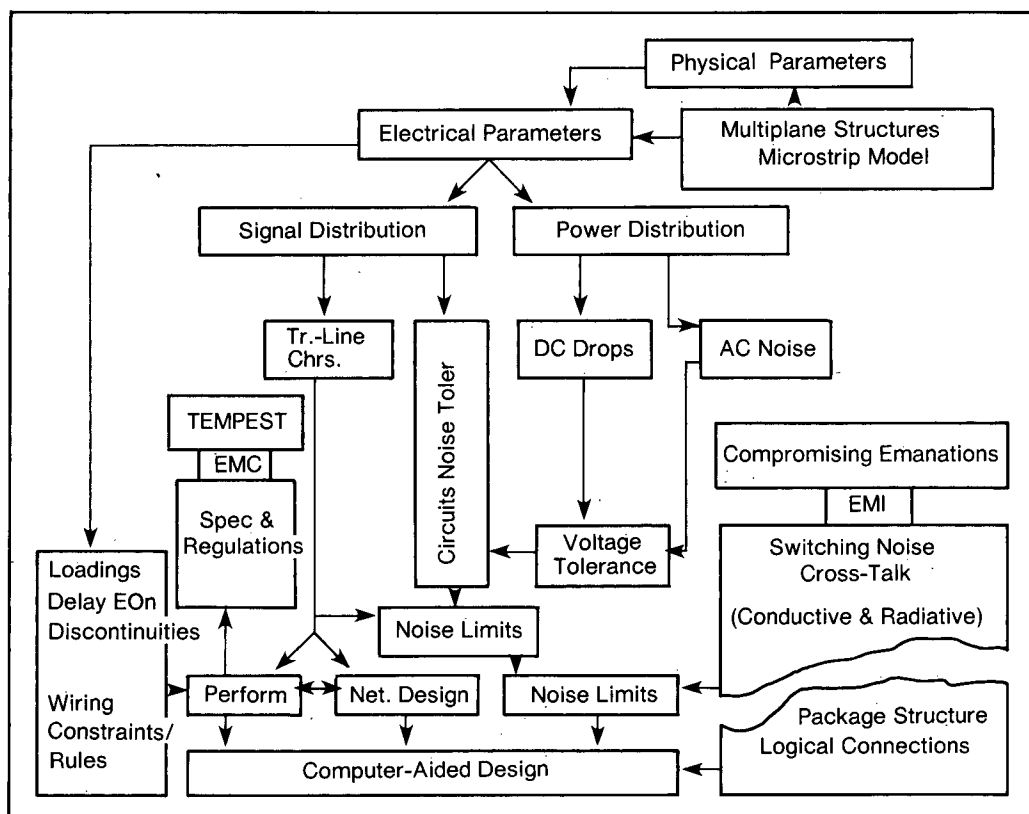 Physical Parameters
Electrical Parameters
Multiplane Structures
Microstrip Model
Signal Distribution
Power Distribution
Tr.-Line
Chrs.
Circuits Noise Toler
DC Drops
AC Noise
TEMPEST
EMC
Spec &
Regulations
Compromising Emanations
EMI
Voltage
Tolerance
Switching Noise
Cross-Talk
(Conductive & Radiative)
Loadings
Delay EOn
Discontinuities
Wiring
Constraints/
Rules
Noise Limits
Perform
Net. Design
Noise Limits
Package Structure
Logical Connections
Computer-Aided Design